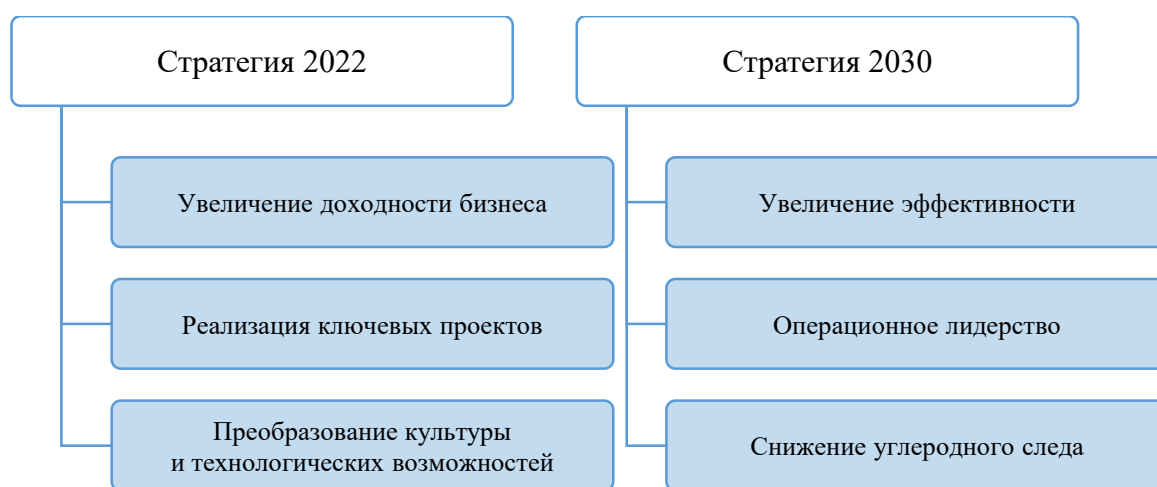 Стратегия 2022
Увеличение доходности бизнеса
Реализация ключевых проектов
Преобразование культуры
и технологических возможностей
Стратегия 2030
Увеличение эффективности
Операционное лидерство
Снижение углеродного следа